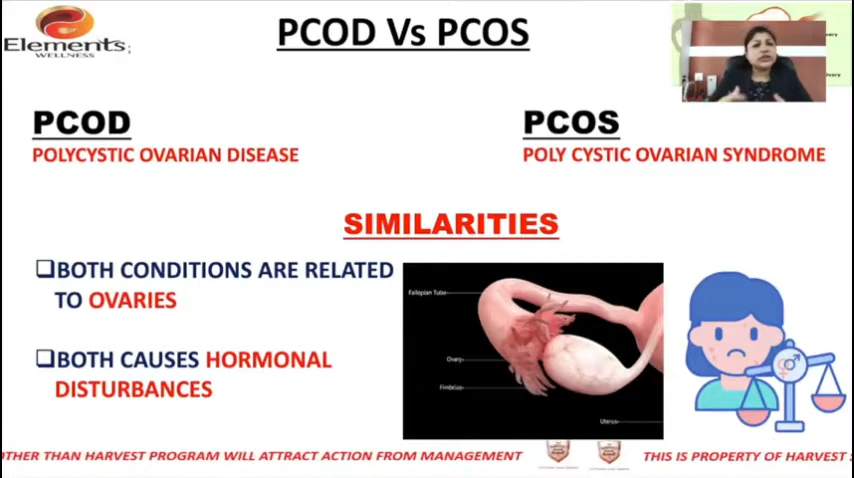 Elements;
WELLNESS
PCOD Vs PCOS
PCOD
POLYCYSTIC OVARIAN DISEASE
PCOS
POLY CYSTIC OVARIAN SYNDROME
SIMILARITIES
❑BOTH CONDITIONS ARE RELATED
TO OVARIES
❑BOTH CAUSES HORMONAL
DISTURBANCES
Fallopian Tube
Ovary
Fimbriae
Uterus
OTHER THAN HARVEST PROGRAM WILL ATTRACT ACTION FROM MANAGEMENT
THIS IS PROPERTY OF HARVEST S